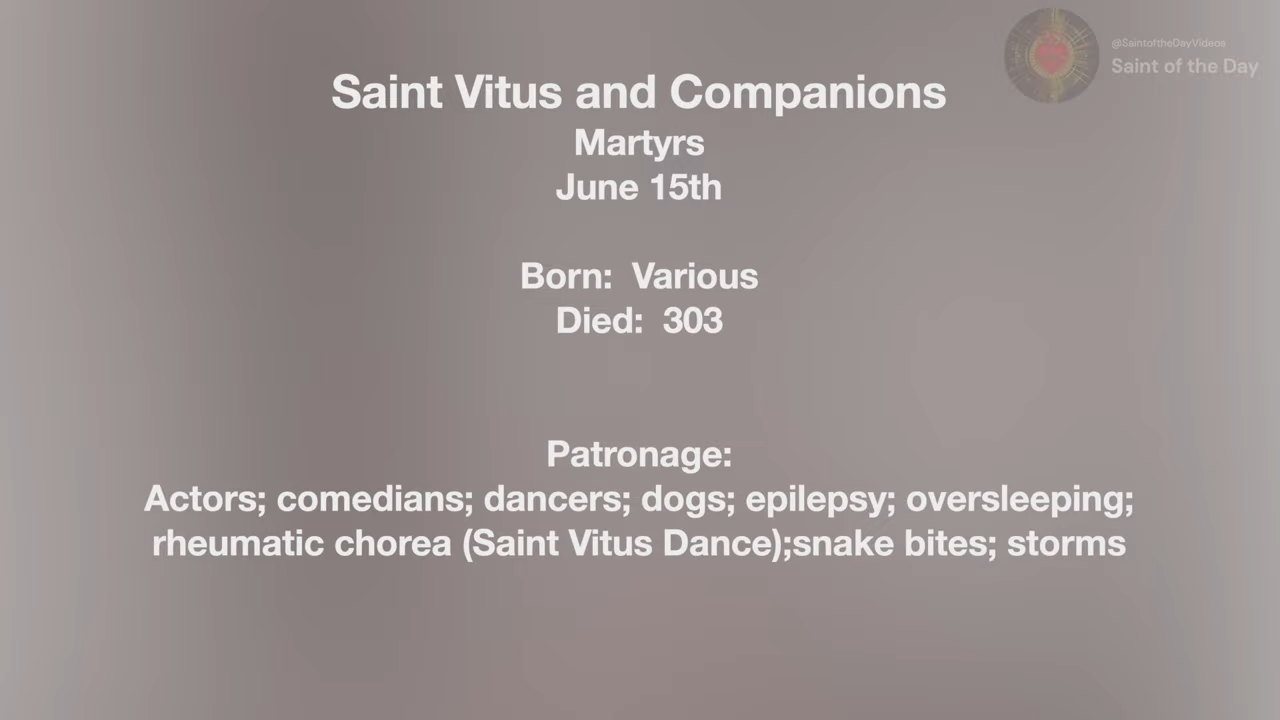 @SaintoftheDayVideos
Saint of the Day
Saint Vitus and Companions
Martyrs
June 15th
Born: Various
Died: 303
Patronage:
Actors; comedians; dancers; dogs; epilepsy; oversleeping;
rheumatic chorea (Saint Vitus Dance);snake bites; storms